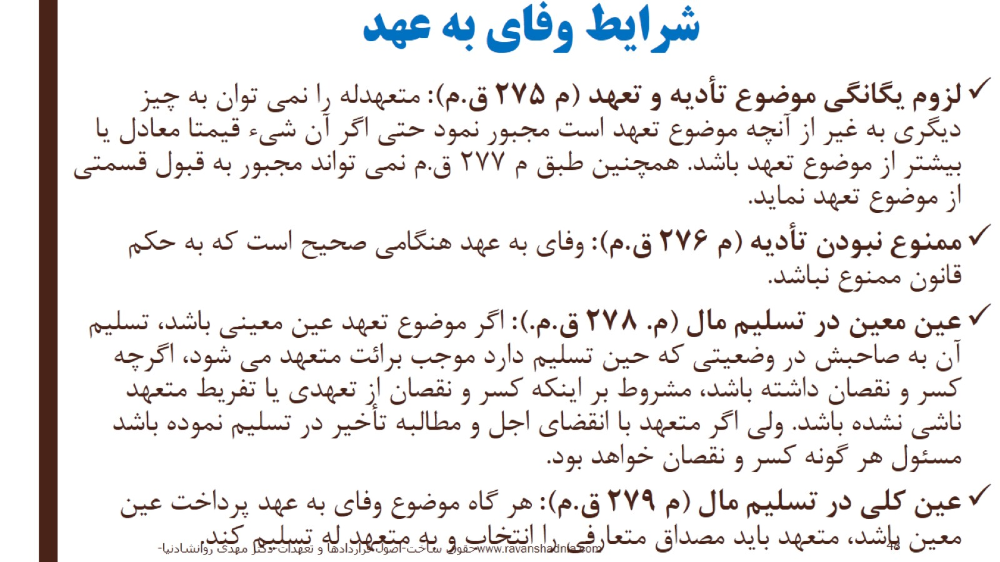 شرایط وفای به عهد
✓ لزوم یگانگی موضوع تأدیه و تعهد (م ۲۷۵ ق.م): متعهدله را نمی توان به چیز
دیگری به غیر از آنچه موضوع تعهد است مجبور نمود حتی اگر آن شیء قیمتا معادل یا
بیشتر از موضوع تعهد باشد. همچنین طبق م ۲۷۷ ق.م نمی تواند مجبور به قبول قسمتی
از موضوع تعهد نماید.
✓ ممنوع نبودن تأدیه (م ۲۷۶ ق.م): وفای به عهد هنگامی صحیح است که به حکم
قانون ممنوع نباشد.
✓ عین معین در تسلیم مال (م. ۲۷۸ ق.م.): اگر موضوع تعهد عین معینی باشد، تسلیم
آن به صاحبش در وضعیتی که حین تسلیم دارد موجب برائت متعهد می شود، اگرچه
کسر و نقصان داشته باشد، مشروط بر اینکه کسر و نقصان از تعهدی یا تفریط متعهد
ناشی نشده باشد. ولی اگر متعهد با انقضای اجل و مطالبه تأخیر در تسلیم نموده باشد
مسئول هر گونه کسر و نقصان خواهد بود.
✓ عین کلی در تسلیم مال (م ۲۷۹ ق.م): هر گاه موضوع وفای به عهد پرداخت عین
معین باشد، متعهد باید مصداق متعارفی را انتخاب و به متعهد له تسلیم کند.
حقوق ساخت-اصول قراردادها و تعهدات-دکتر مهدی روانشادنیا-www.ravanshadnia.com
48